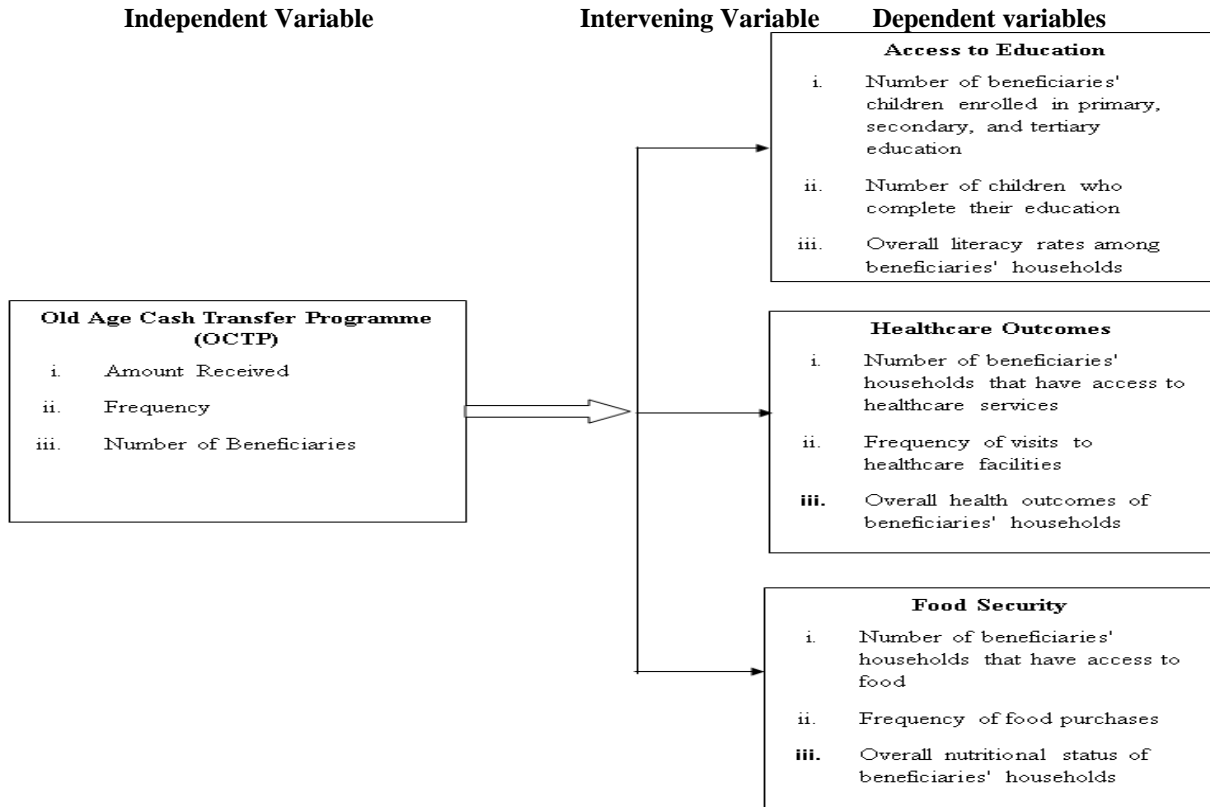 Independent Variable Intervening Variable Dependent variables
Access to Education
i. Number of beneficiaries'
children enrolled in primary,
secondary, and tertiary
education
ii. Number of children who
complete their education
iii. Overall literacy rates among
beneficiaries' households
Old Age Cash Transfer Programme
(OCTP)
i. Amount Received
ii. Frequency
iii. Number of Beneficiaries
Healthcare Outcomes
i. Number of beneficiaries'
households that have access to
healthcare services
ii. Frequency of visits to
healthcare facilities
iii. Overall health outcomes of
beneficiaries' households
Food Security
i. Number of beneficiaries'
households that have access to
food
ii. Frequency of food purchases
iii. Overall nutritional status of
beneficiaries' households